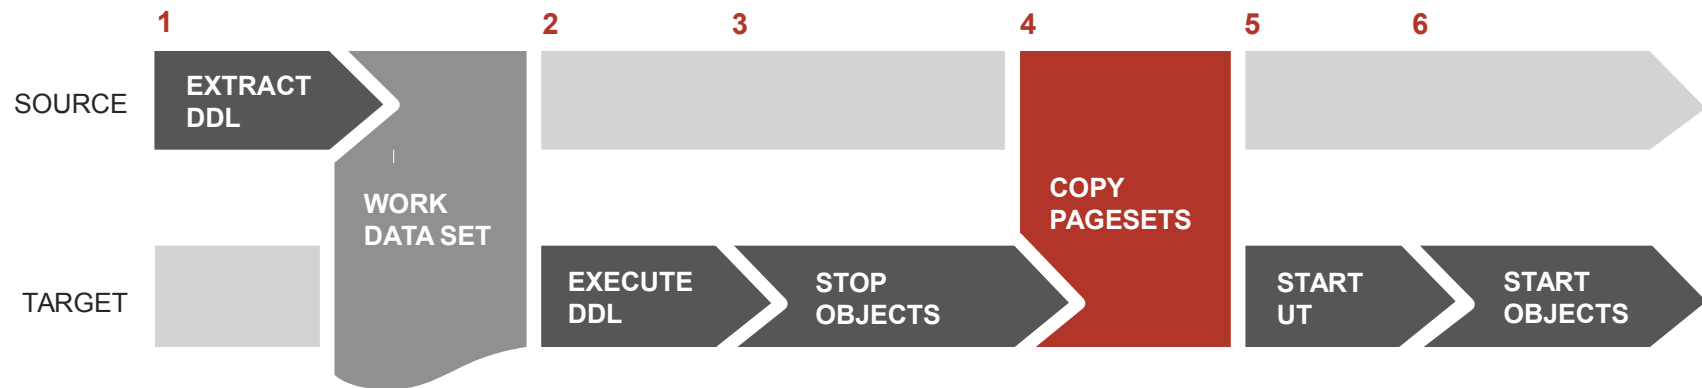 1
2
3
4
5
6
SOURCE
EXTRACT
DDL
WORK
DATA SET
COPY
PAGESETS
TARGET
EXECUTE
DDL
STOP
OBJECTS
START
UT
START
OBJECTS